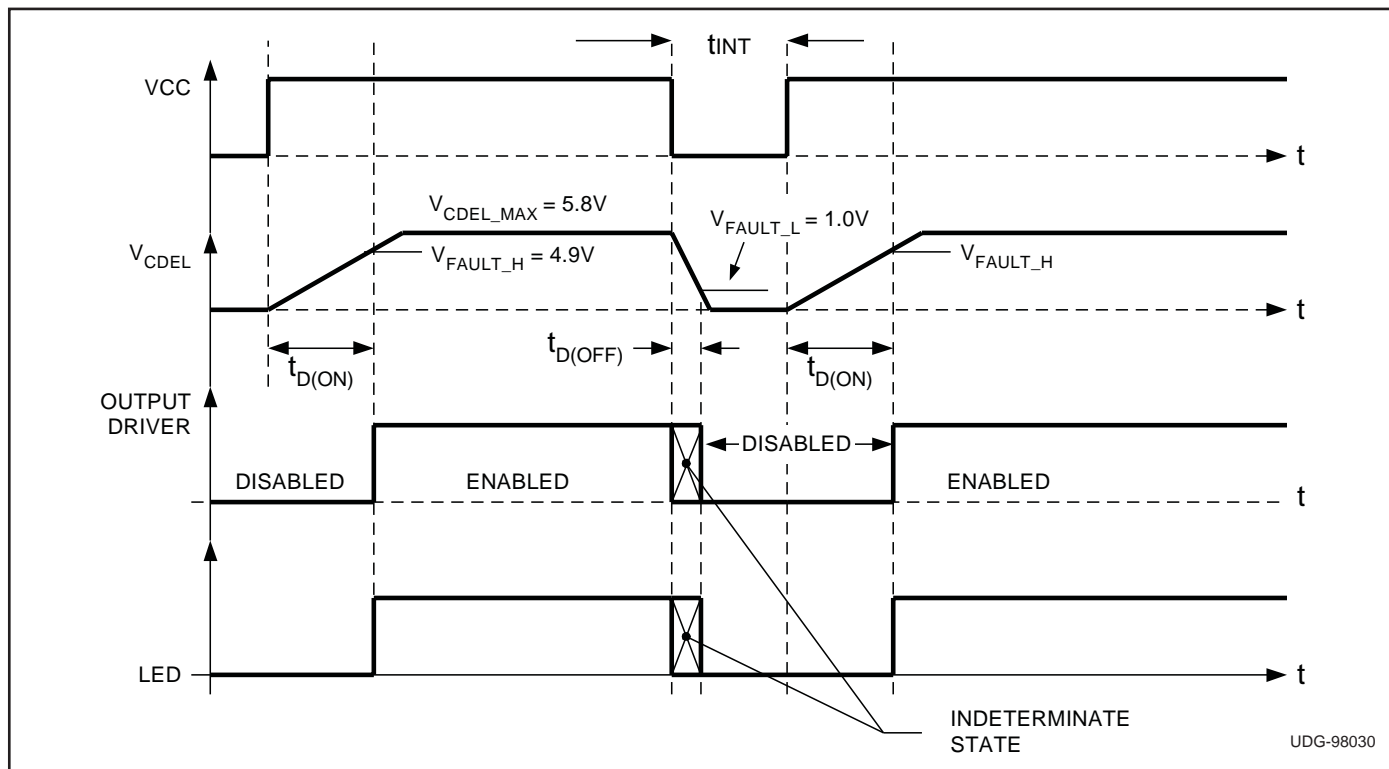 tINT
VCC
t
VCDEL_MAX = 5.8V
VFAULT_L = 1.0V
VCDEL
VFAULT_H = 4.9V
VFAULT_H
t
tD(ON)
tD(OFF)
tD(ON)
OUTPUT
DRIVER
DISABLED
DISABLED
ENABLED
ENABLED
t
LED
t
INDETERMINATE
STATE
UDG-98030